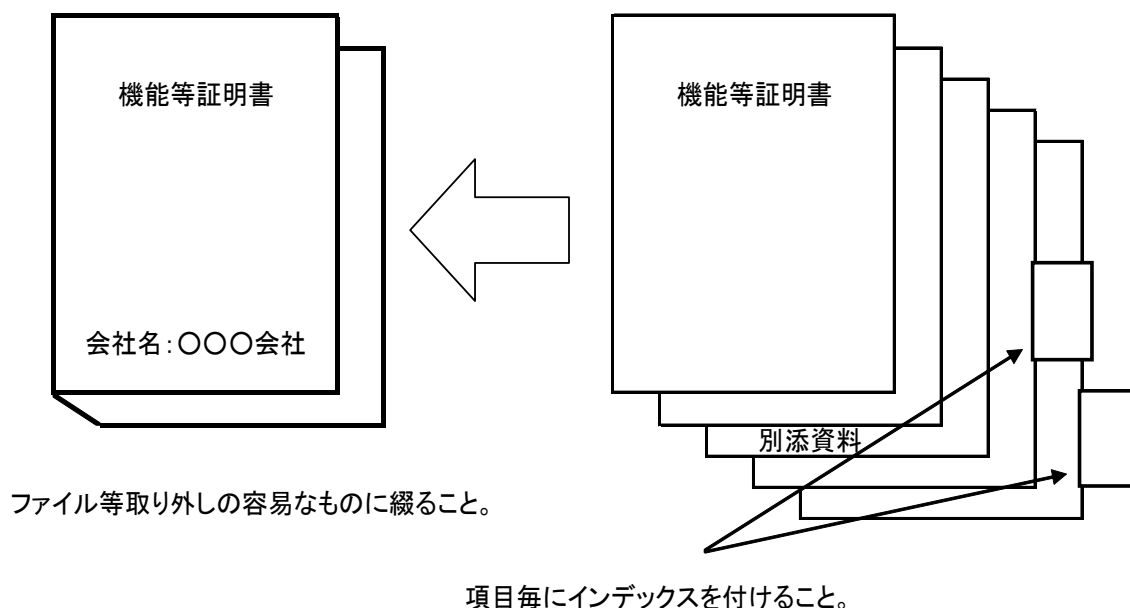 機能等証明書
会社名:〇〇〇会社
機能等証明書
別添資料
ファイル等取り外しの容易なものに綴ること。
項目毎にインデックスを付けること。